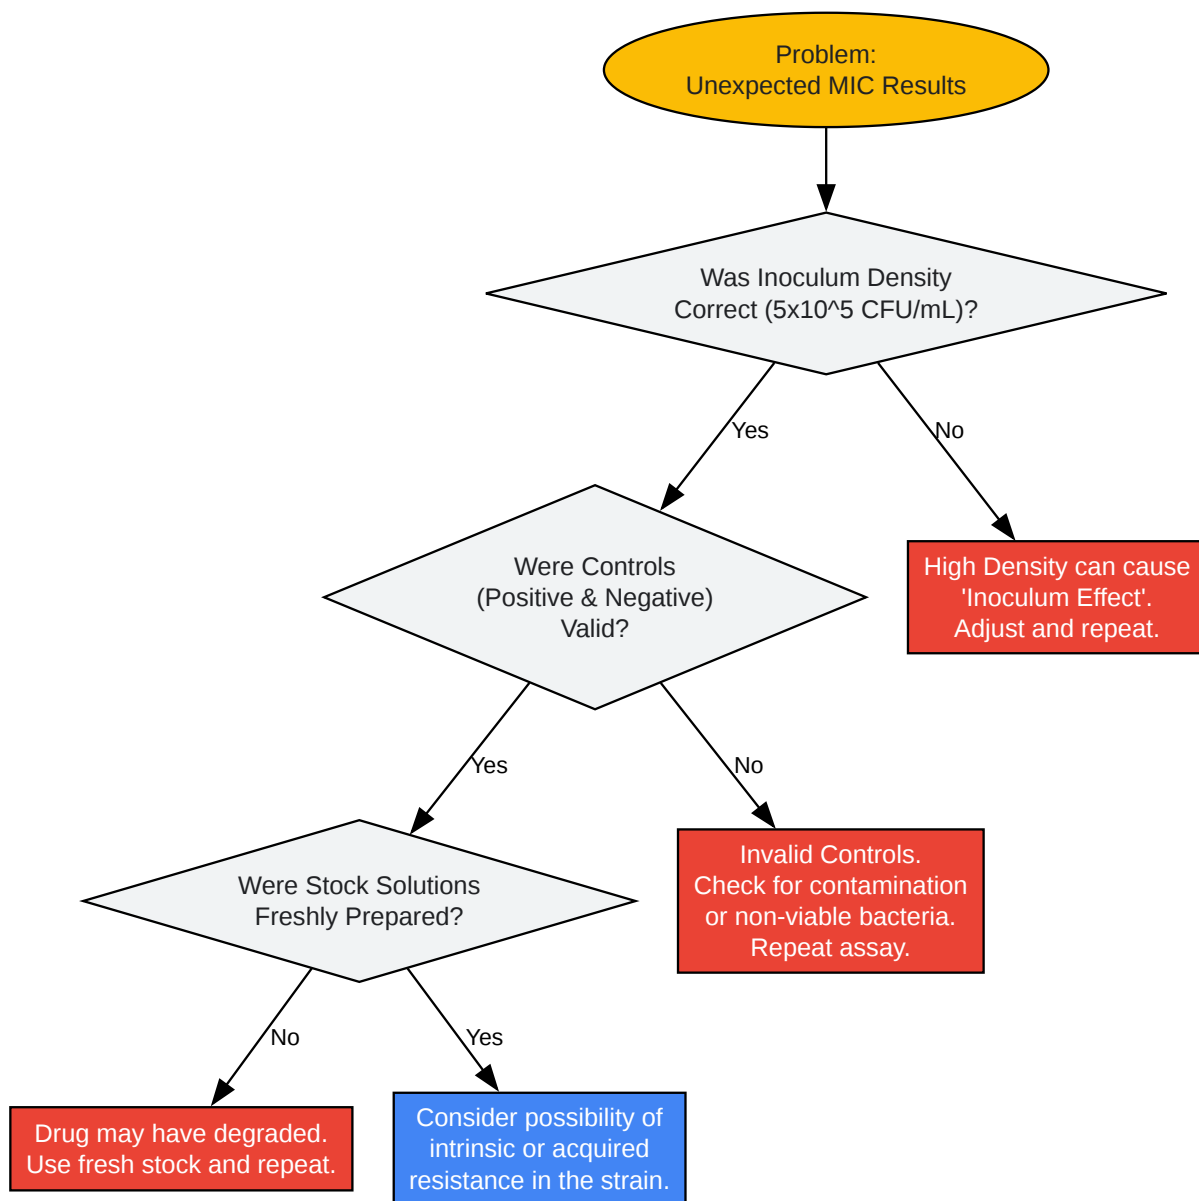 Problem:
Unexpected MIC Results
Was Inoculum Density
Correct (5x10^5 CFU/mL)?
Yes
No
Were Controls
(Positive & Negative)
Valid?
High Density can cause
'Inoculum Effect'.
Adjust and repeat.
Yes
No
Were Stock Solutions
Freshly Prepared?
Invalid Controls.
Check for contamination
or non-viable bacteria.
Repeat assay.
No
Yes
Drug may have degraded.
Use fresh stock and repeat.
Consider possibility of
intrinsic or acquired
resistance in the strain.